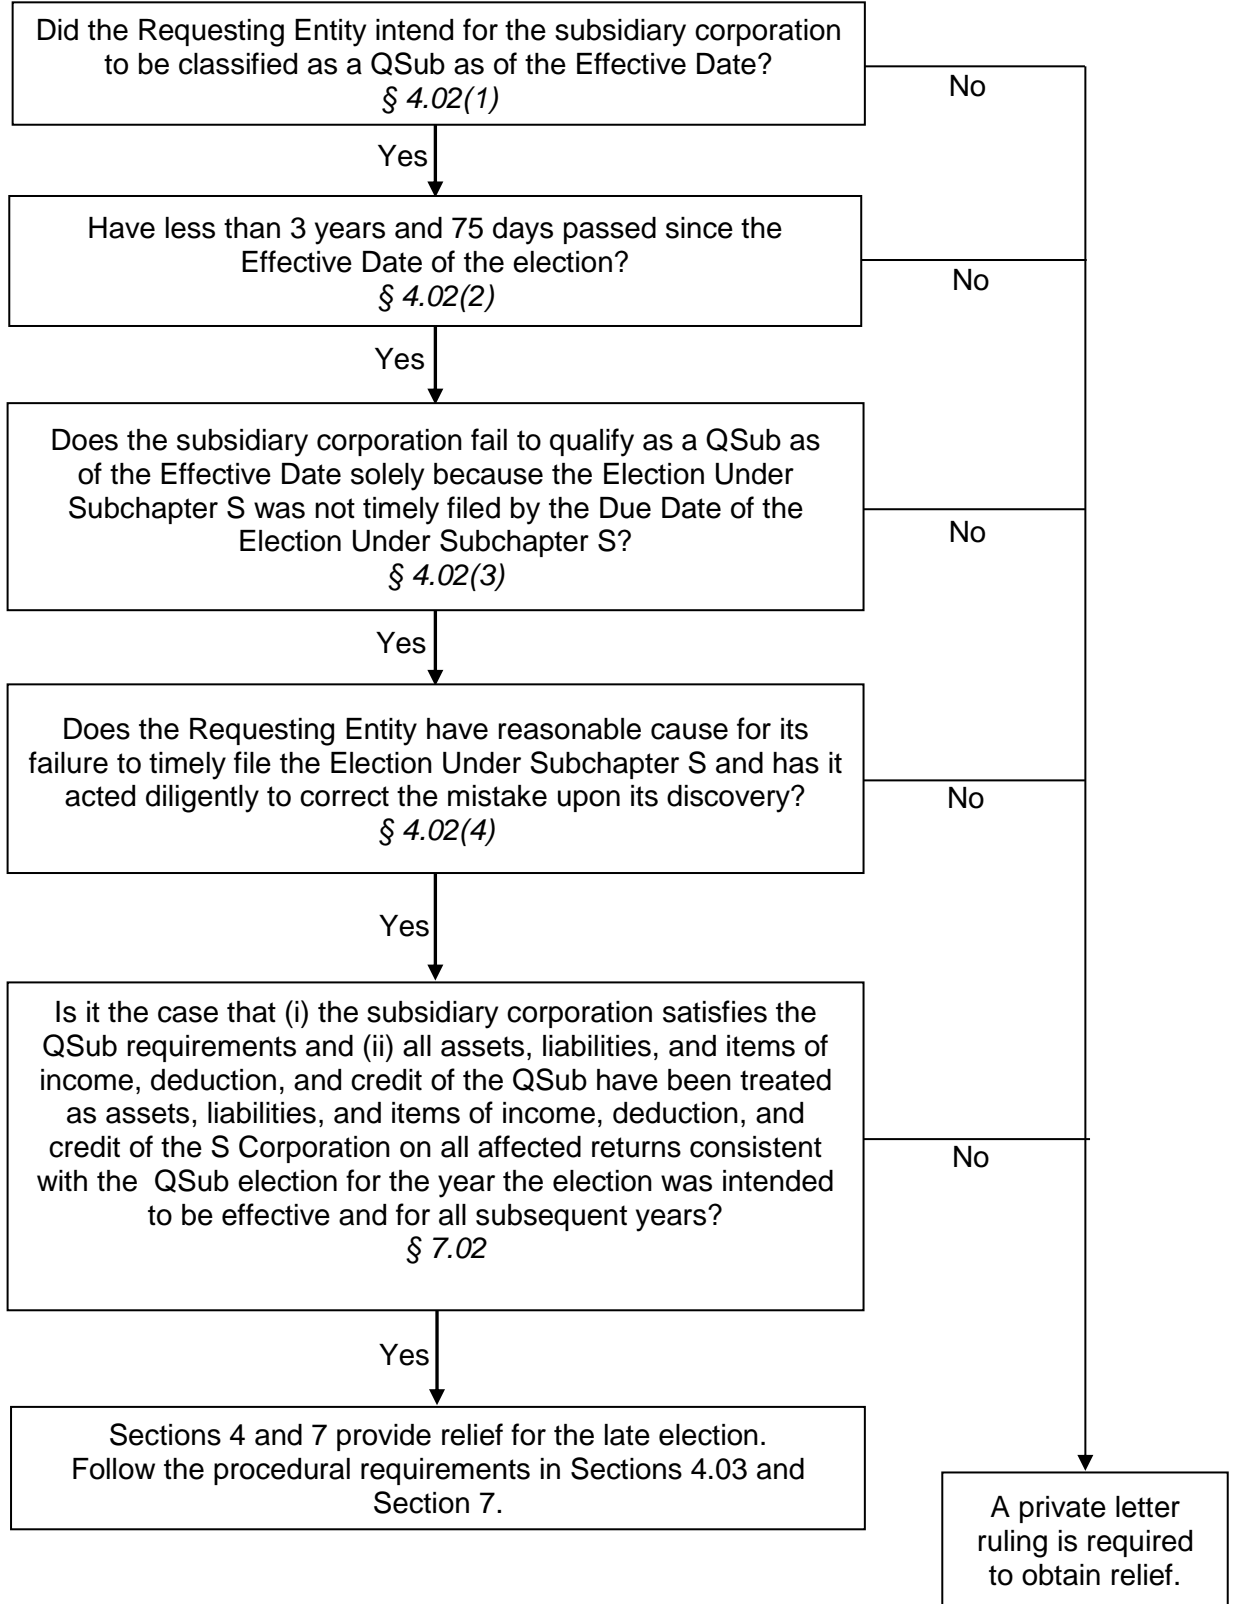 Did the Requesting Entity intend for the subsidiary corporation
to be classified as a QSub as of the Effective Date?
§ 4.02(1)
No
Yes
Have less than 3 years and 75 days passed since the
Effective Date of the election?
§ 4.02(2)
No
Yes
Does the subsidiary corporation fail to qualify as a QSub as
of the Effective Date solely because the Election Under
Subchapter S was not timely filed by the Due Date of the
Election Under Subchapter S?
§ 4.02(3)
No
Yes
Does the Requesting Entity have reasonable cause for its
failure to timely file the Election Under Subchapter S and has it
acted diligently to correct the mistake upon its discovery?
§ 4.02(4)
No
Yes
Is it the case that (i) the subsidiary corporation satisfies the
QSub requirements and (ii) all assets, liabilities, and items of
income, deduction, and credit of the QSub have been treated
as assets, liabilities, and items of income, deduction, and
credit of the S Corporation on all affected returns consistent
with the QSub election for the year the election was intended
to be effective and for all subsequent years?
§ 7.02
No
Yes
Sections 4 and 7 provide relief for the late election.
Follow the procedural requirements in Sections 4.03 and
Section 7.
A private letter
ruling is required
to obtain relief.